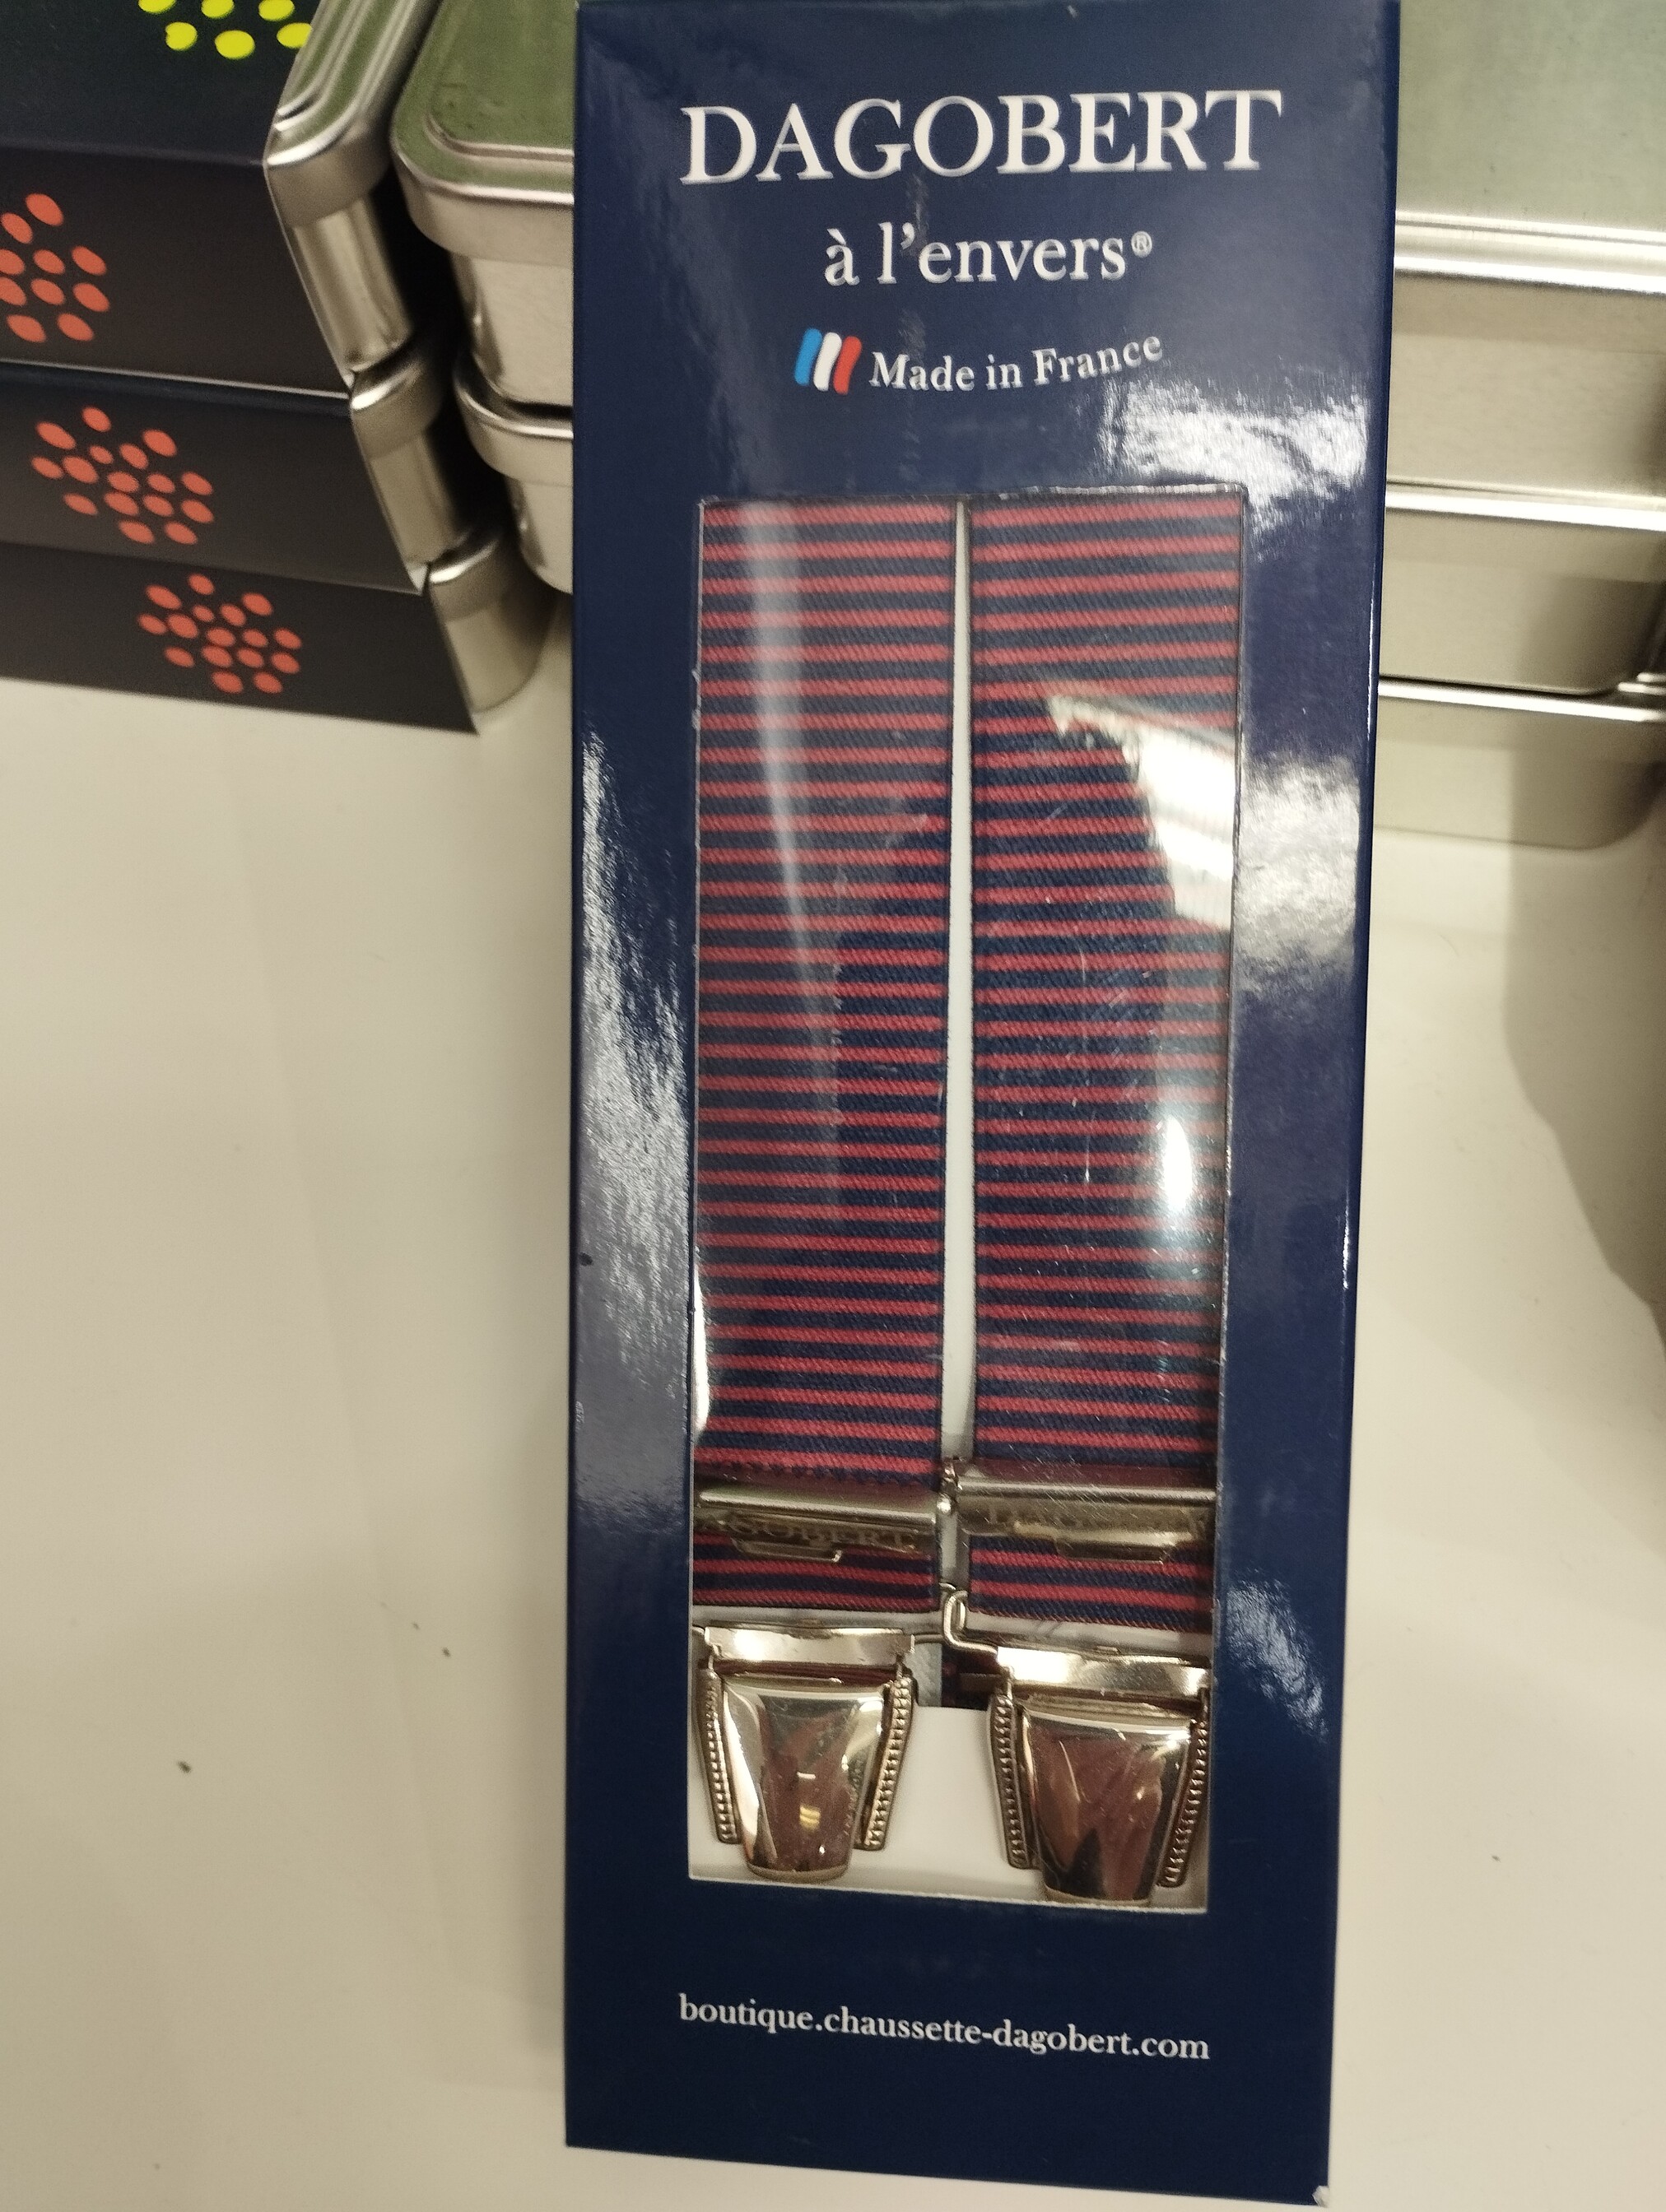 DAGOBERT
à l'envers®
Made in France
boutique.chaussette-dagobert.com